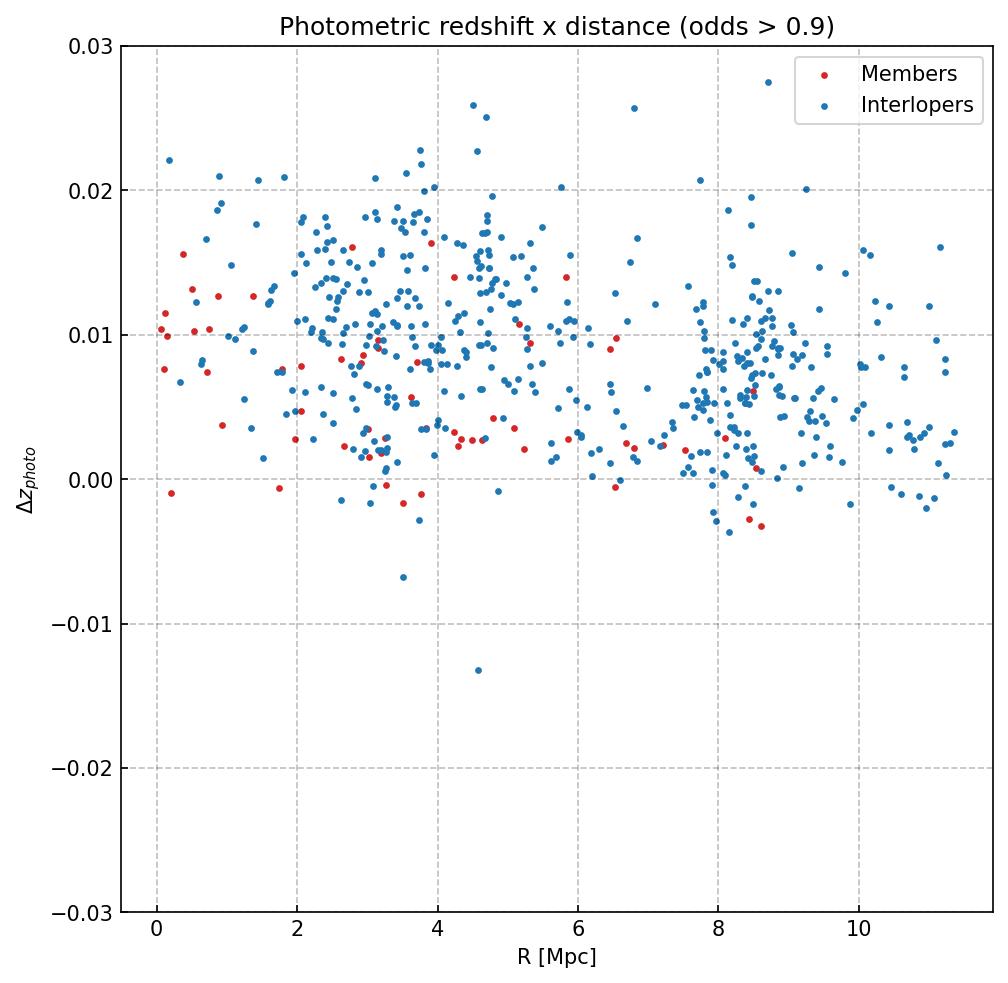 Photometric redshift x distance (odds > 0.9)
Members
Interlopers
0.03
0.02
0.01
0.00
−0.01
−0.02
−0.03
Δz_photo
0
2
4
6
8
10
R [Mpc]